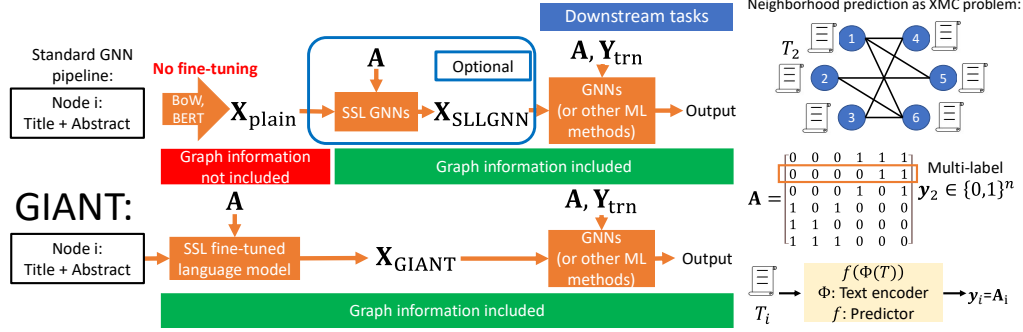 Downstream tasks
Standard GNN
pipeline:
Node i:
Title + Abstract
No fine-tuning
BoW,
BERT
X_plain
A
Optional
SSL GNNs
X_SLLGNN
A, Y_trn
GNNs
(or other ML
methods)
Output
Graph information
not included
Graph information included
GIANT:
Node i:
Title + Abstract
A
SSL fine-tuned
language model
X_GIANT
A, Y_trn
GNNs
(or other ML
methods)
Output
Graph information included
Neighborhood prediction as XMC problem:
T_2
1 4
2 5
3 6
A =
0 0 0 1 1 1
0 0 0 0 1 1
0 0 0 1 0 1
1 0 1 0 0 0
1 1 0 0 0 0
1 1 1 0 0 0
Multi-label
y_2 ∈ {0,1}^n
T_i
f(Φ(T))
Φ: Text encoder
f: Predictor
y_i=A_i